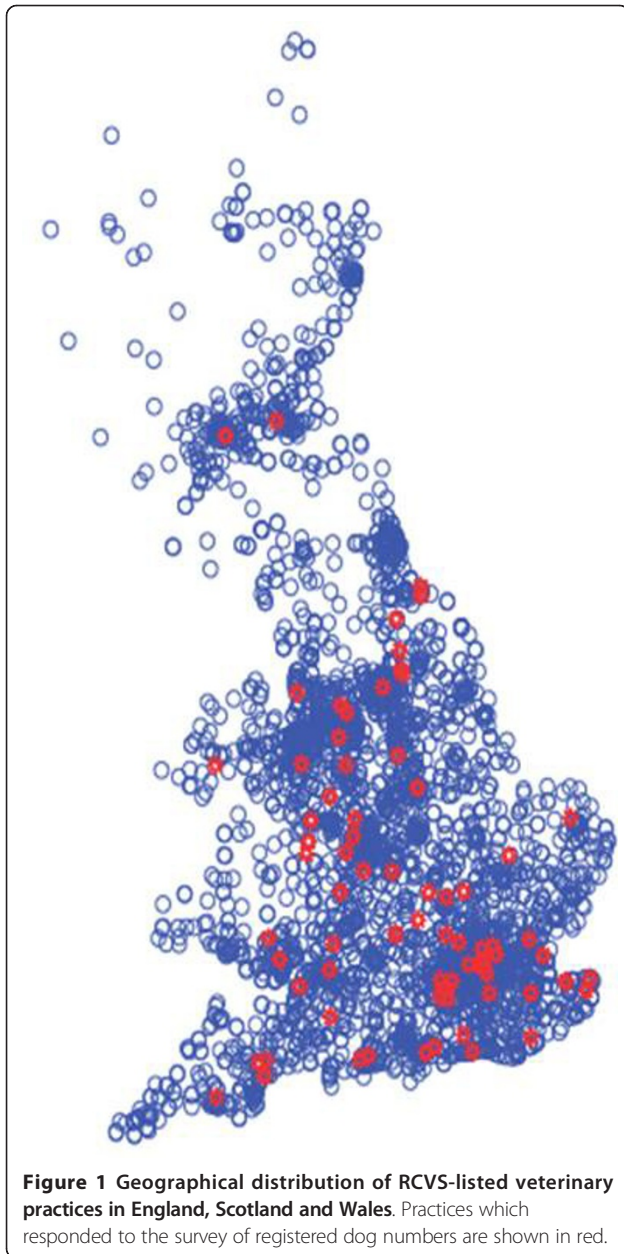 Figure 1 Geographical distribution of RCVS-listed veterinary
practices in England, Scotland and Wales. Practices which
responded to the survey of registered dog numbers are shown in red.